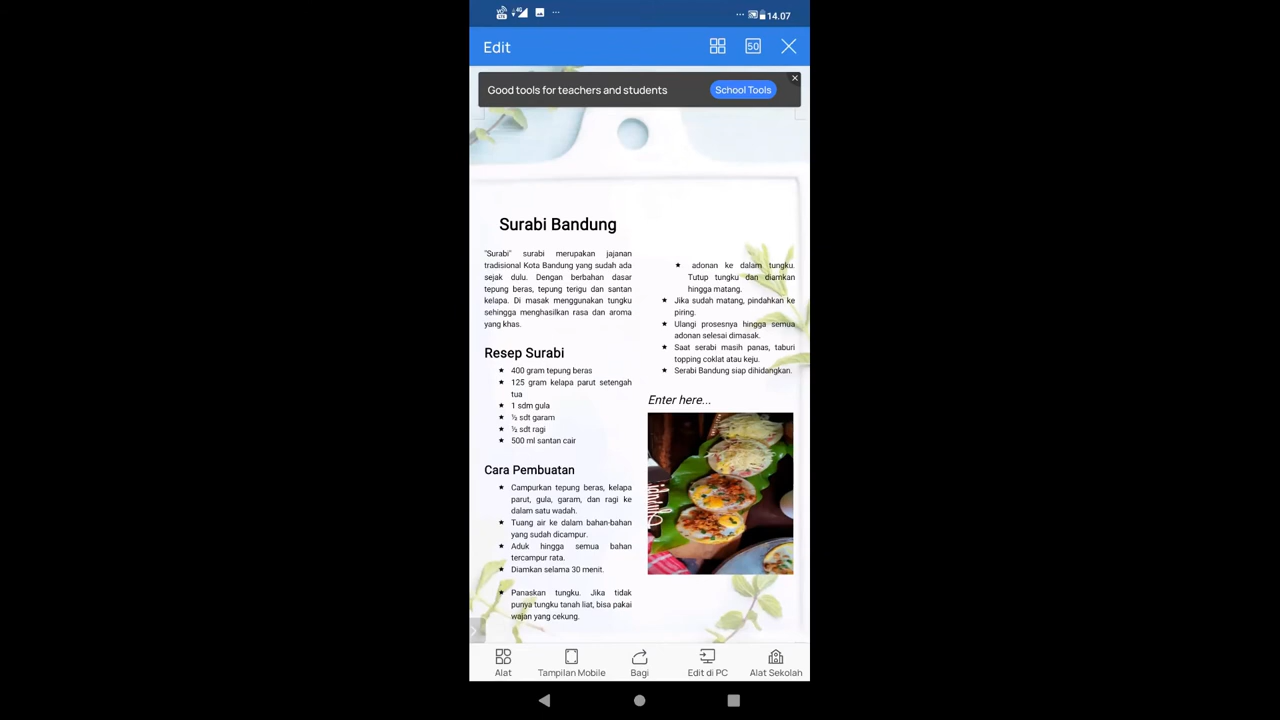 14.07
Edit
50
Good tools for teachers and students
School Tools
Surabi Bandung
"Surabi" surabi merupakan jajanan
tradisional Kota Bandung yang sudah ada
sejak dulu. Dengan berbahan dasar
tepung beras, tepung terigu dan santan
kelapa. Di masak menggunakan tungku
sehingga menghasilkan rasa dan aroma
yang khas.
Resep Surabi
★ 400 gram tepung beras
★ 125 gram kelapa parut setengah
tua
★ 1 sdm gula
★ ½ sdt garam
★ ½ sdt ragi
★ 500 ml santan cair
Cara Pembuatan
★ Campurkan tepung beras, kelapa
parut, gula, garam, dan ragi ke
dalam satu wadah.
★ Tuang air ke dalam bahan-bahan
yang sudah dicampur.
★ Aduk hingga semua bahan
tercampur rata.
★ Diamkan selama 30 menit.
★ Panaskan tungku. Jika tidak
punya tungku tanah liat, bisa pakai
wajan yang cekung.
★ adonan ke dalam tungku.
Tutup tungku dan diamkan
hingga matang.
★ Jika sudah matang, pindahkan ke
piring.
★ Ulangi prosesnya hingga semua
adonan selesai dimasak.
★ Saat serabi masih panas, taburi
topping coklat atau keju.
★ Serabi Bandung siap dihidangkan.
Enter here...
Alat
Tampilan Mobile
Bagi
Edit di PC
Alat Sekolah